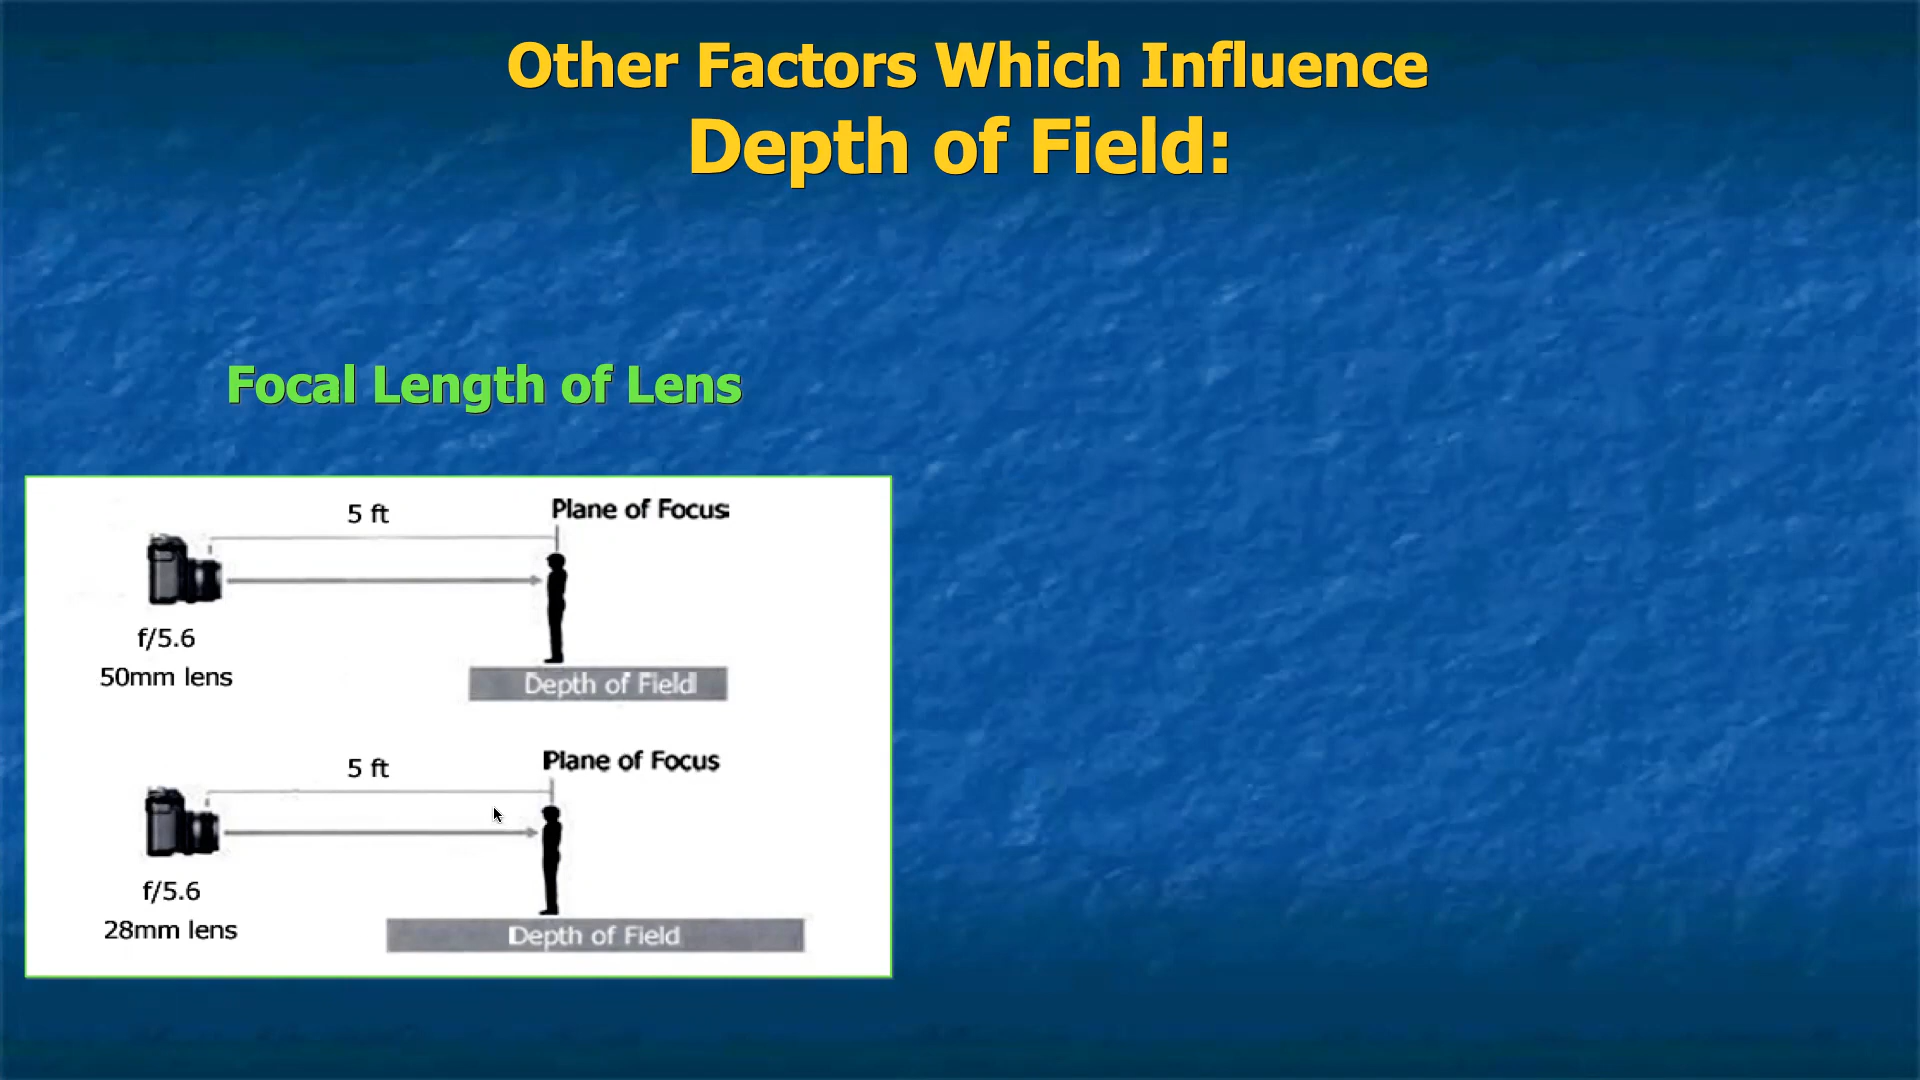 Other Factors Which Influence
Depth of Field:
Focal Length of Lens
5 ft
Plane of Focus
f/5.6
50mm lens
Depth of Field
5 ft
Plane of Focus
f/5.6
28mm lens
Depth of Field